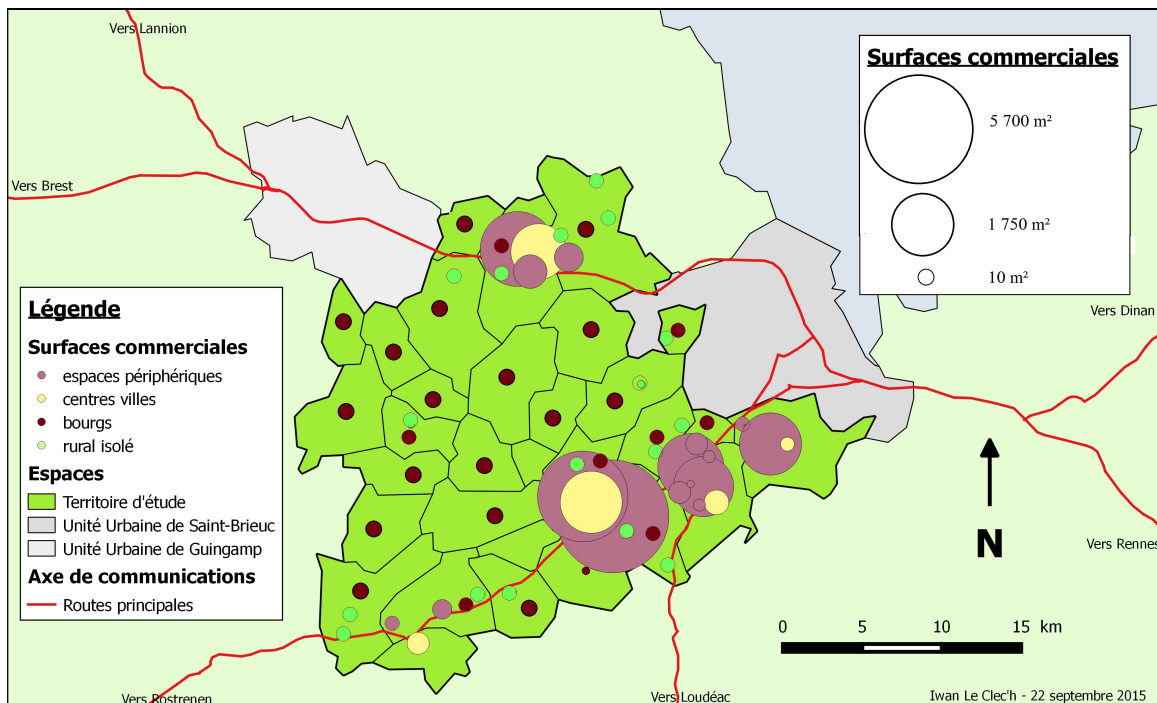 Vers Lannion
Surfaces commerciales
5 700 m²
1 750 m²
10 m²
Vers Brest
Vers Dinan
Légende
Surfaces commerciales
espaces périphériques
centres villes
bourgs
rural isolé
Espaces
Territoire d'étude
Unité Urbaine de Saint-Brieuc
Unité Urbaine de Guingamp
Axe de communications
Routes principales
N
Vers Rennes
0 5 10 15 km
Vers Rostrenen
Vers Loudéac
Iwan Le Clec'h - 22 septembre 2015